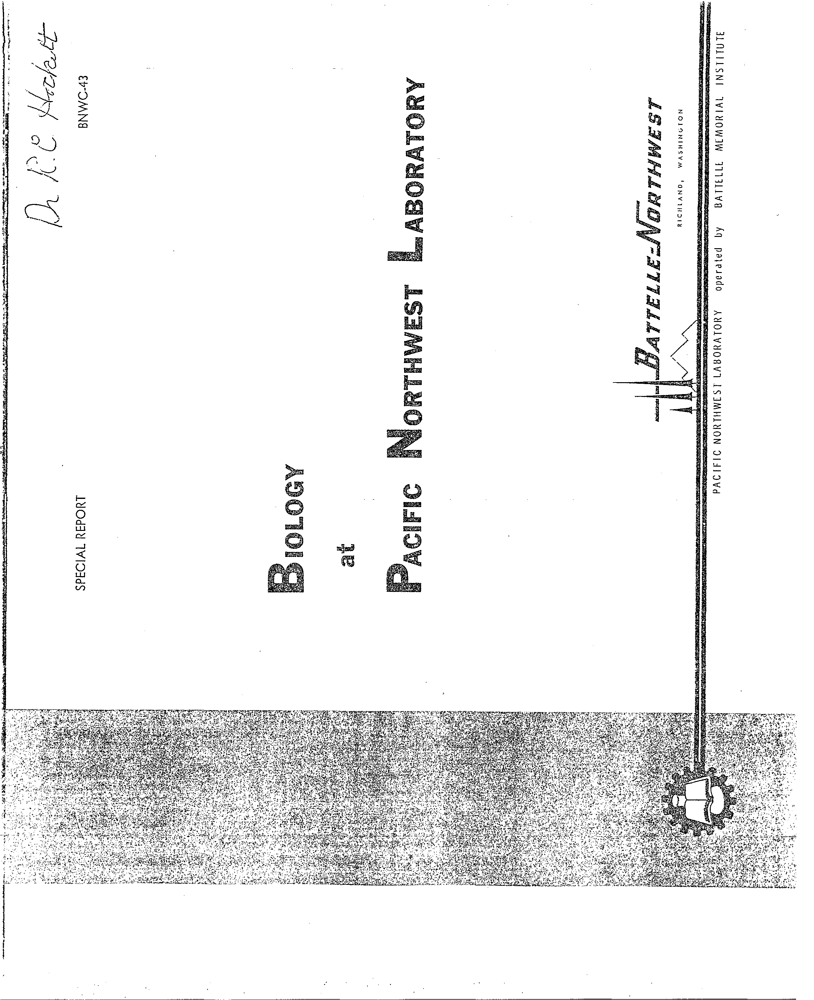 Dr R.C. Hockett
SPECIAL REPORT
BNWC-43
BIOLOGY
at
PACIFIC NORTHWEST LABORATORY
BATTELLE-NORTHWEST
RICHLAND, WASHINGTON
PACIFIC NORTHWEST LABORATORY operated by BATTELLE MEMORIAL INSTITUTE